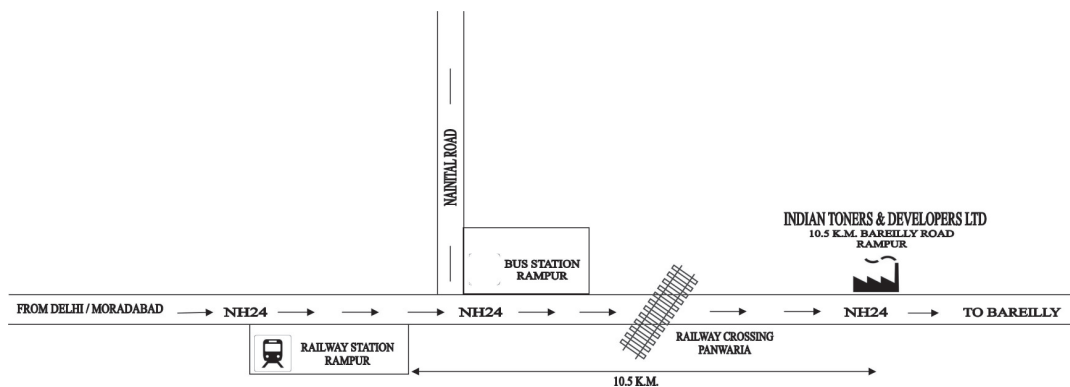 NAINITAL ROAD
INDIAN TONERS & DEVELOPERS LTD
10.5 K.M. BAREILLY ROAD
RAMPUR
BUS STATION
RAMPUR
FROM DELHI / MORADABAD
NH24
NH24
NH24
TO BAREILLY
RAILWAY STATION
RAMPUR
RAILWAY CROSSING
PANWARIA
10.5 K.M.